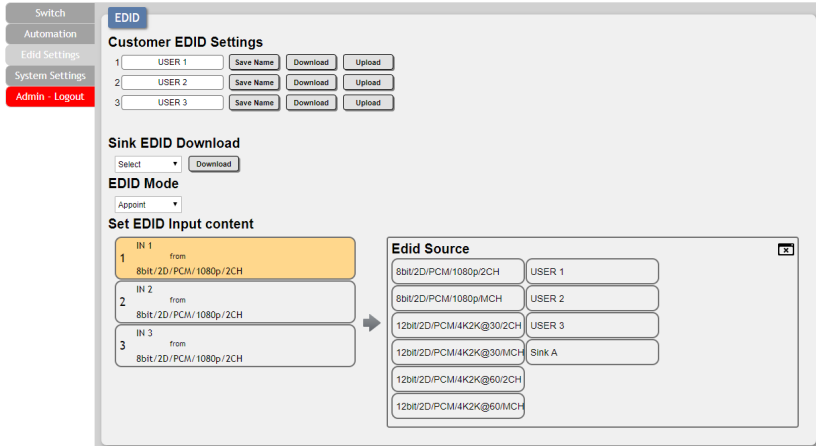 Switch
Automation
Edid Settings
System Settings
Admin - Logout
EDID
Customer EDID Settings
1 USER 1 Save Name Download Upload
2 USER 2 Save Name Download Upload
3 USER 3 Save Name Download Upload
Sink EDID Download
Select Download
EDID Mode
Appoint
Set EDID Input content
IN 1
1 from
8bit/2D/PCM/1080p/2CH
IN 2
2 from
8bit/2D/PCM/1080p/2CH
IN 3
3 from
8bit/2D/PCM/1080p/2CH
Edid Source
8bit/2D/PCM/1080p/2CH USER 1
8bit/2D/PCM/1080p/MCH USER 2
12bit/2D/PCM/4K2K@30/2CH USER 3
12bit/2D/PCM/4K2K@30/MCH Sink A
12bit/2D/PCM/4K2K@60/2CH
12bit/2D/PCM/4K2K@60/MCH